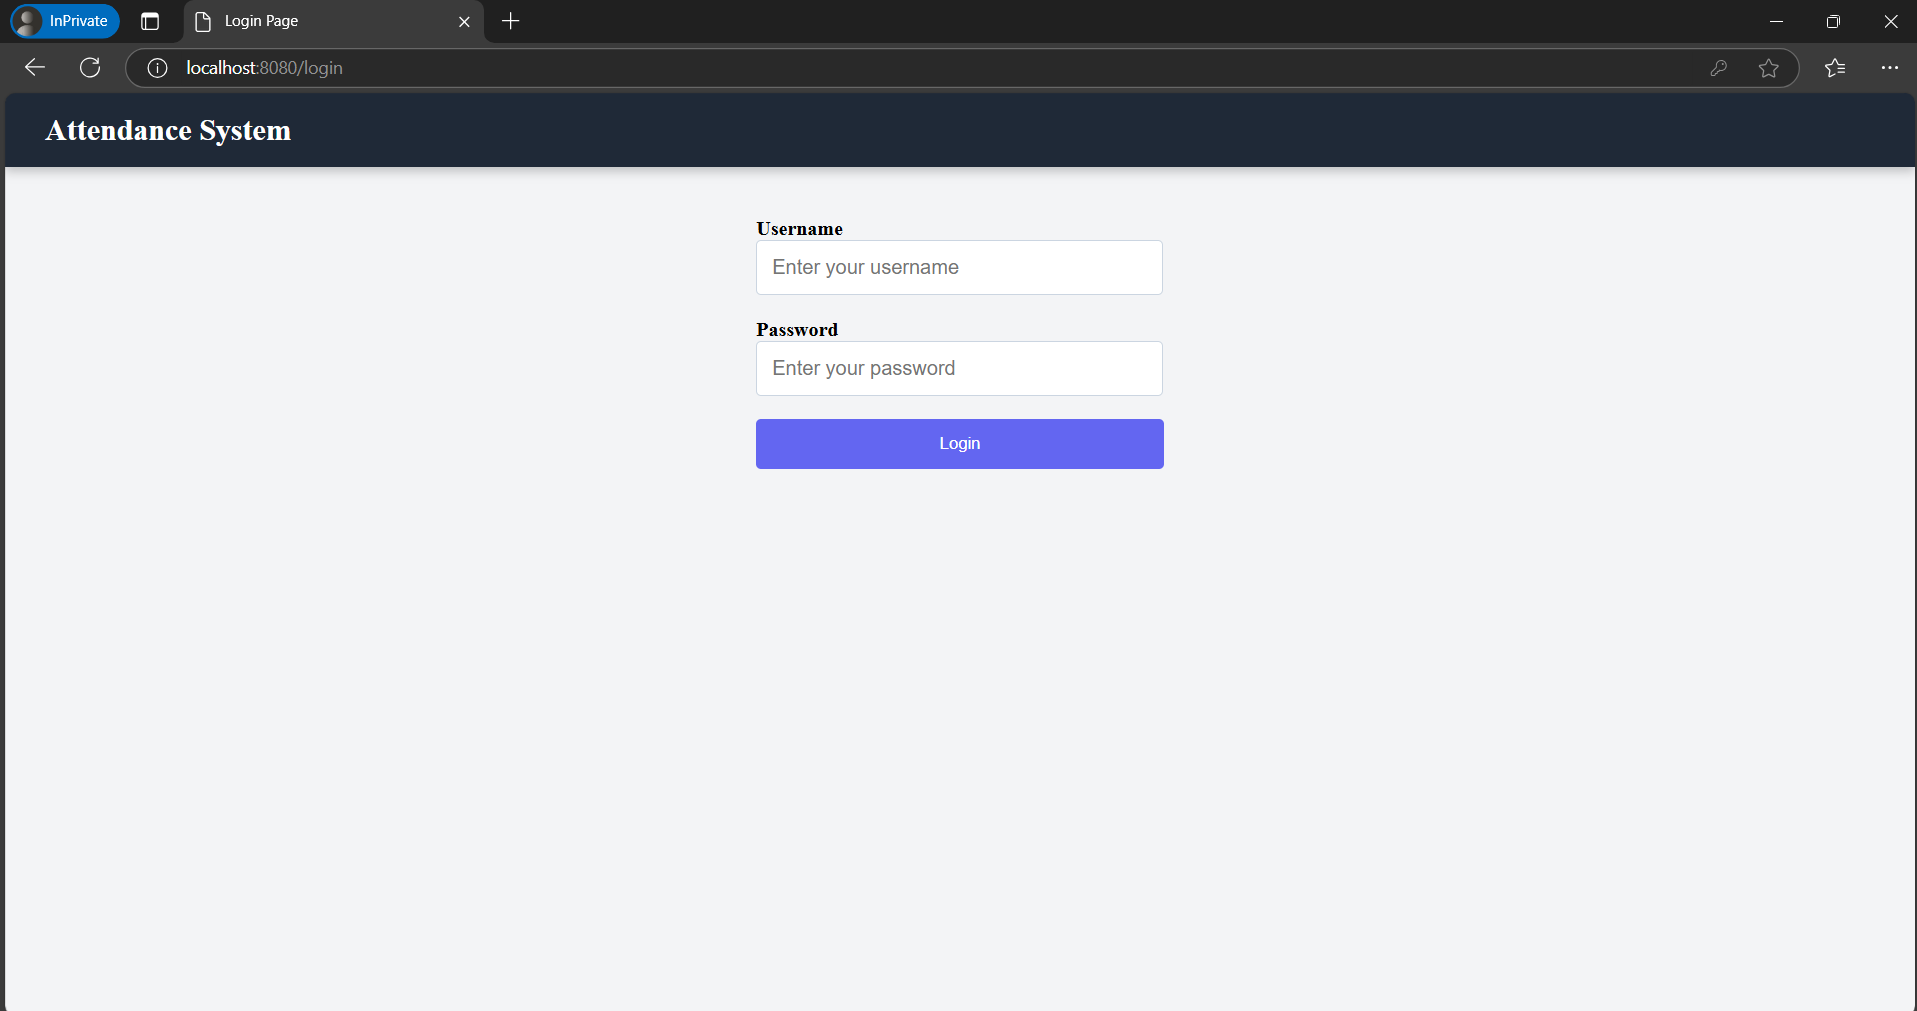 InPrivate
Login Page
localhost:8080/login
Attendance System
Username
Enter your username
Password
Enter your password
Login